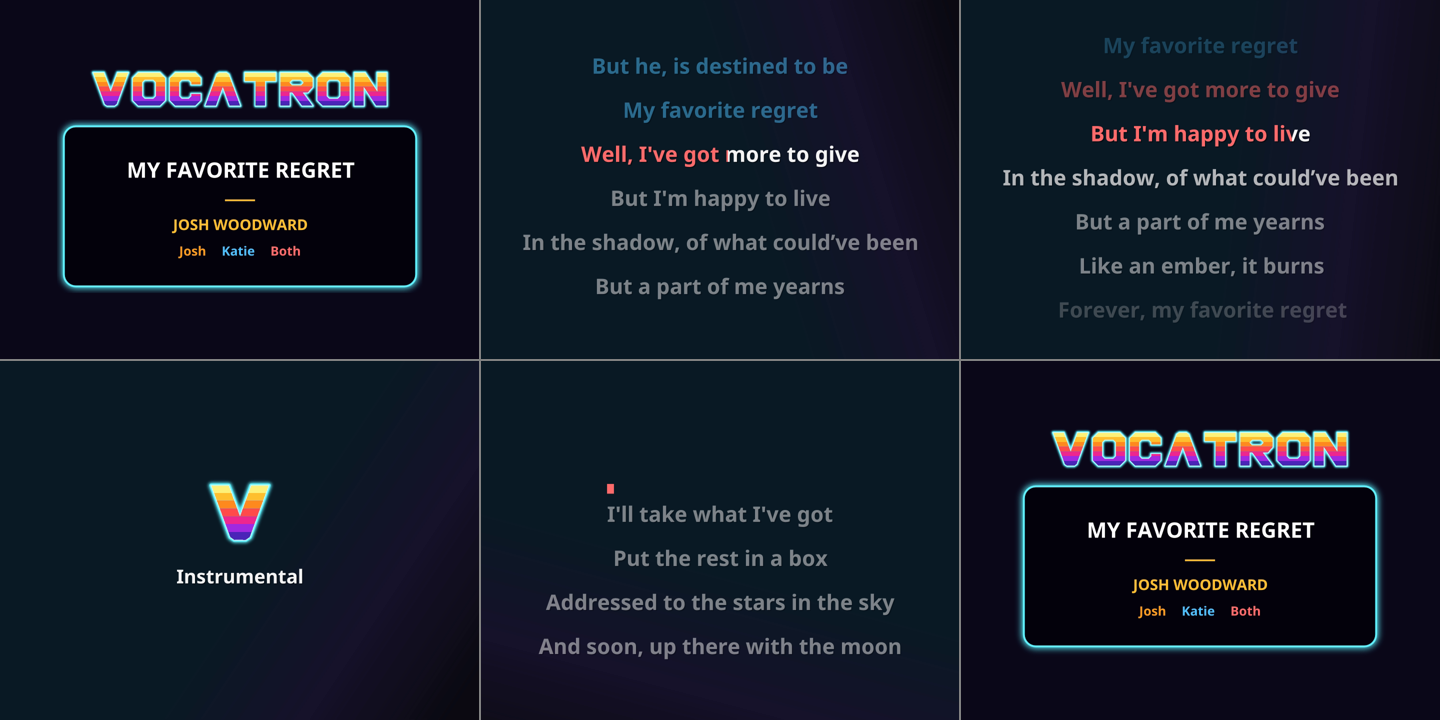 VOCATRON
MY FAVORITE REGRET
JOSH WOODWARD
Josh Katie Both
But he, is destined to be
My favorite regret
Well, I've got more to give
But I'm happy to live
In the shadow, of what could’ve been
But a part of me yearns
My favorite regret
Well, I've got more to give
But I'm happy to live
In the shadow, of what could’ve been
But a part of me yearns
Like an ember, it burns
Forever, my favorite regret
V
Instrumental
I'll take what I've got
Put the rest in a box
Addressed to the stars in the sky
And soon, up there with the moon
VOCATRON
MY FAVORITE REGRET
JOSH WOODWARD
Josh Katie Both